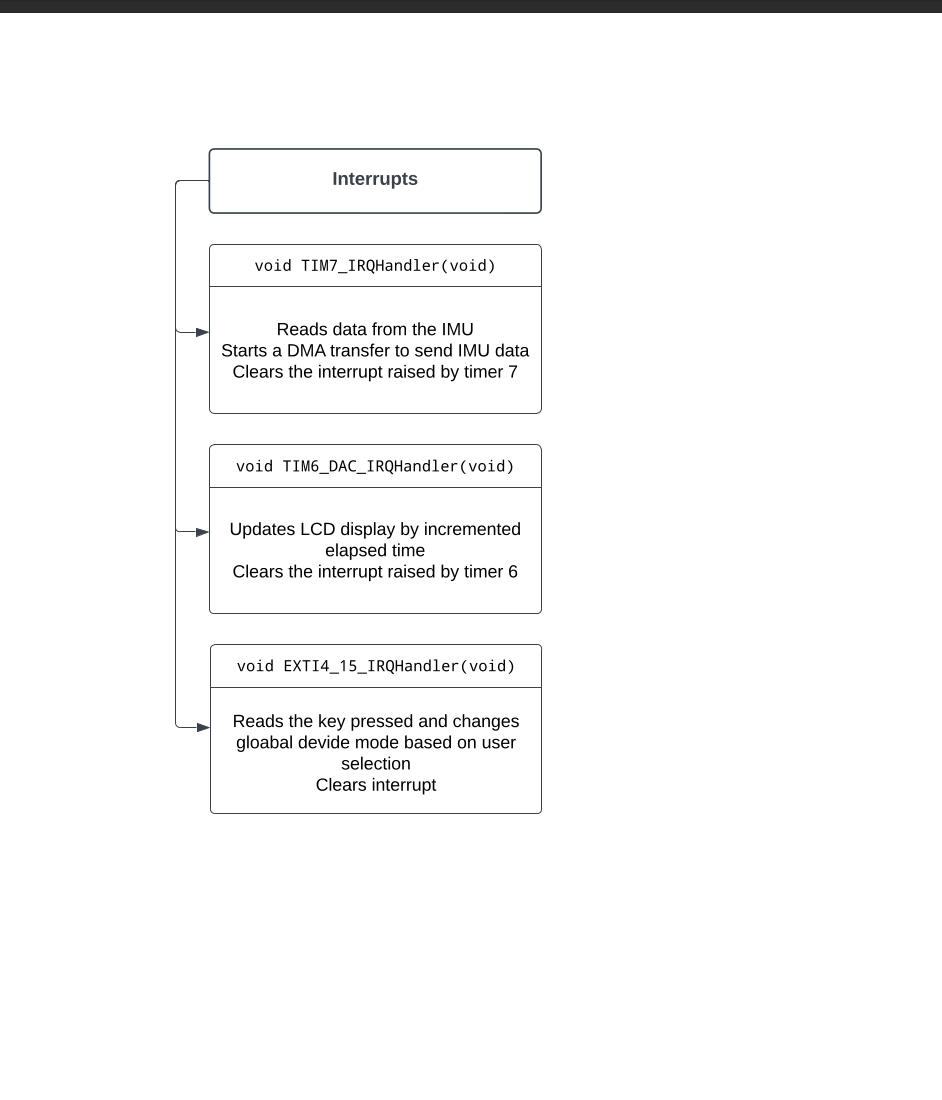 Interrupts
void TIM7_IRQHandler(void)
Reads data from the IMU
Starts a DMA transfer to send IMU data
Clears the interrupt raised by timer 7
void TIM6_DAC_IRQHandler(void)
Updates LCD display by incremented
elapsed time
Clears the interrupt raised by timer 6
void EXTI4_15_IRQHandler(void)
Reads the key pressed and changes
gloabal devide mode based on user
selection
Clears interrupt